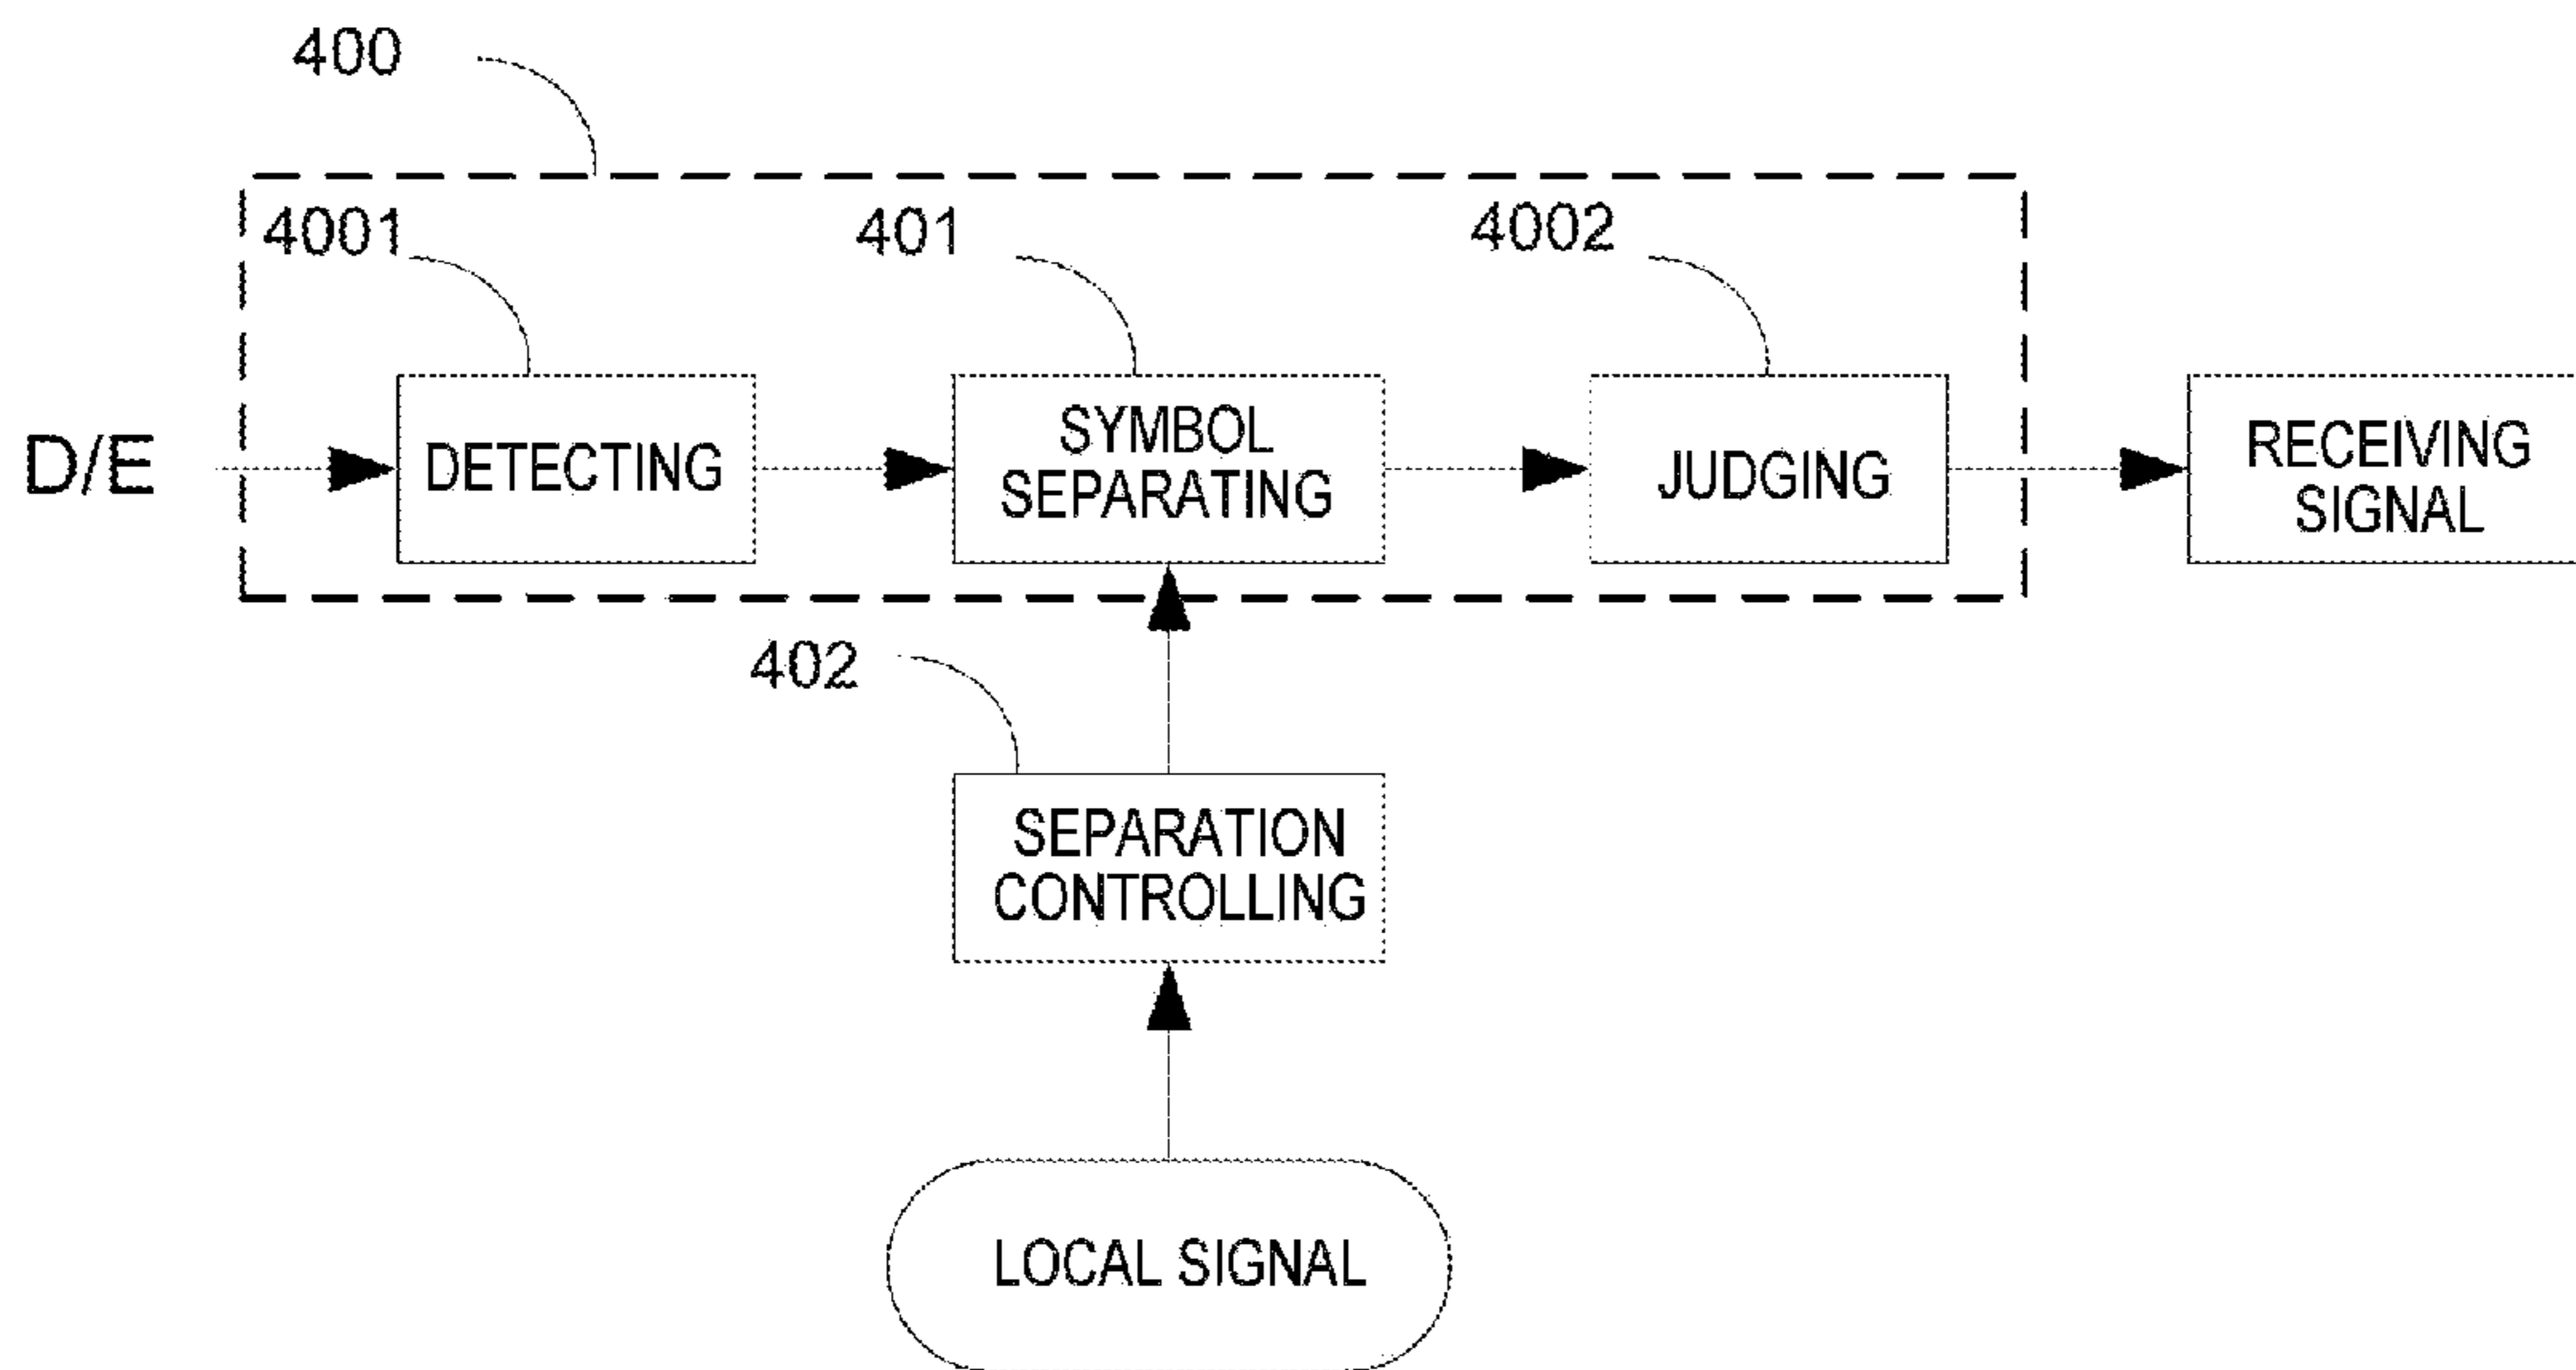 400
4001
401
4002
D/E
DETECTING
SYMBOL
SEPARATING
JUDGING
RECEIVING
SIGNAL
402
SEPARATION
CONTROLLING
LOCAL SIGNAL